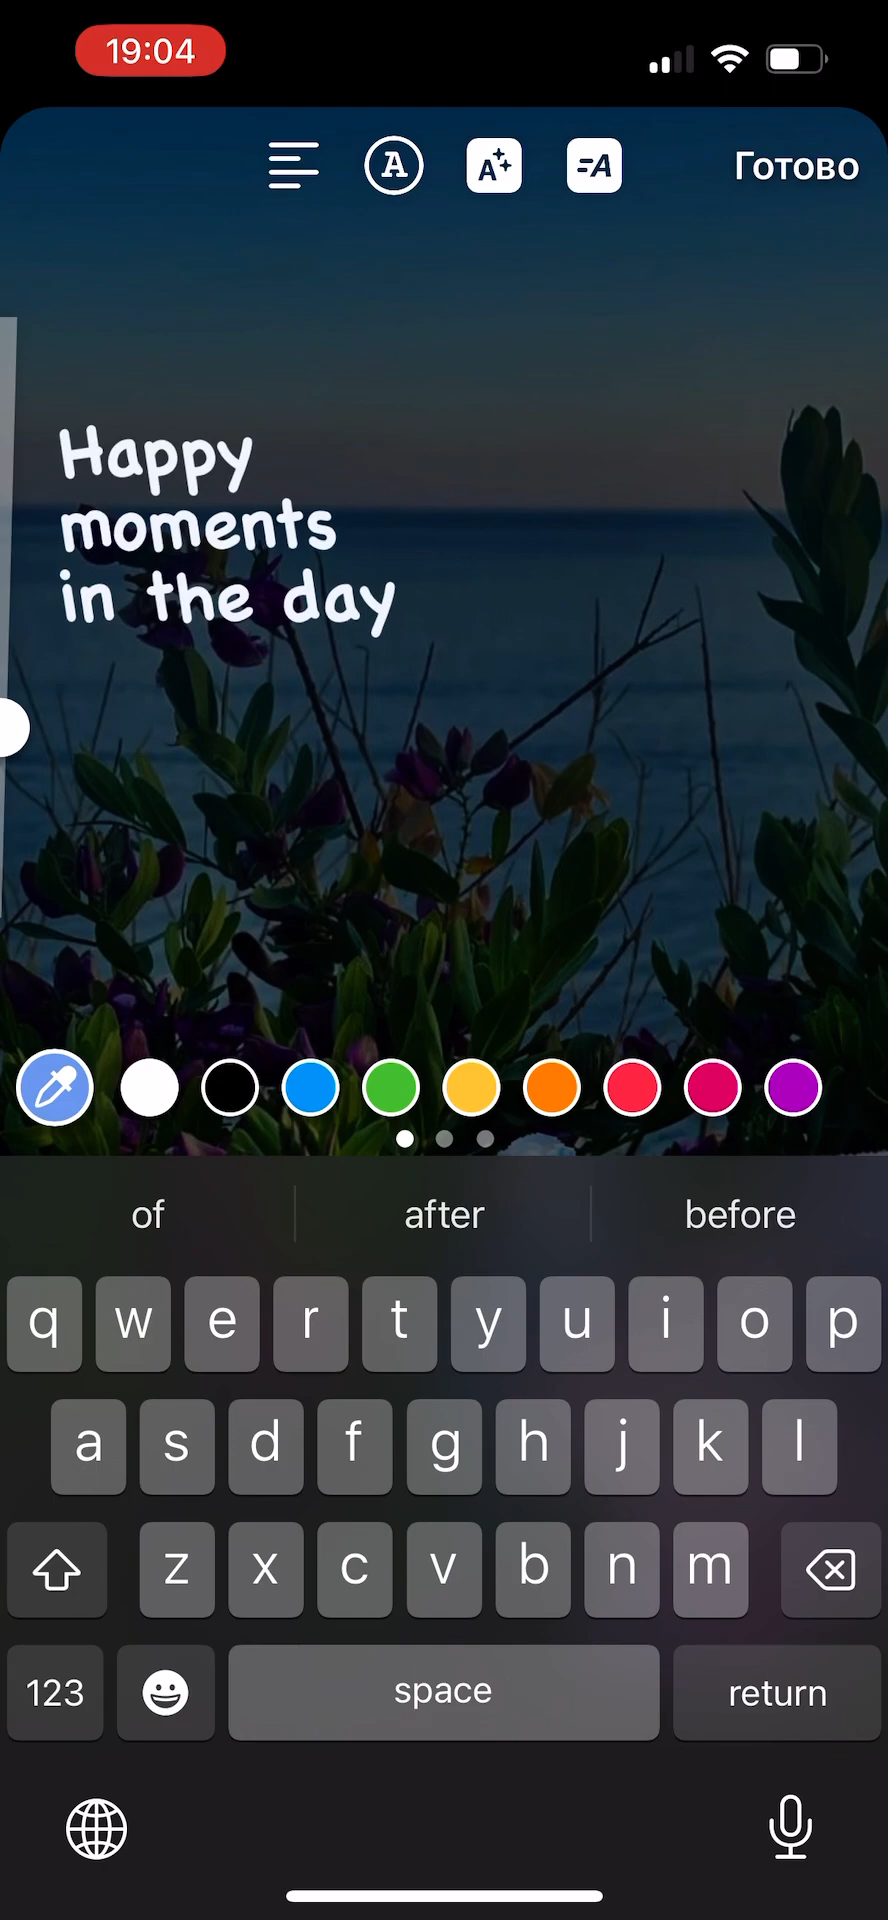 19:04
Готово
Happy
moments
in the day
of after before
q w e r t y u i o p
a s d f g h j k l
z x c v b n m
123 space return